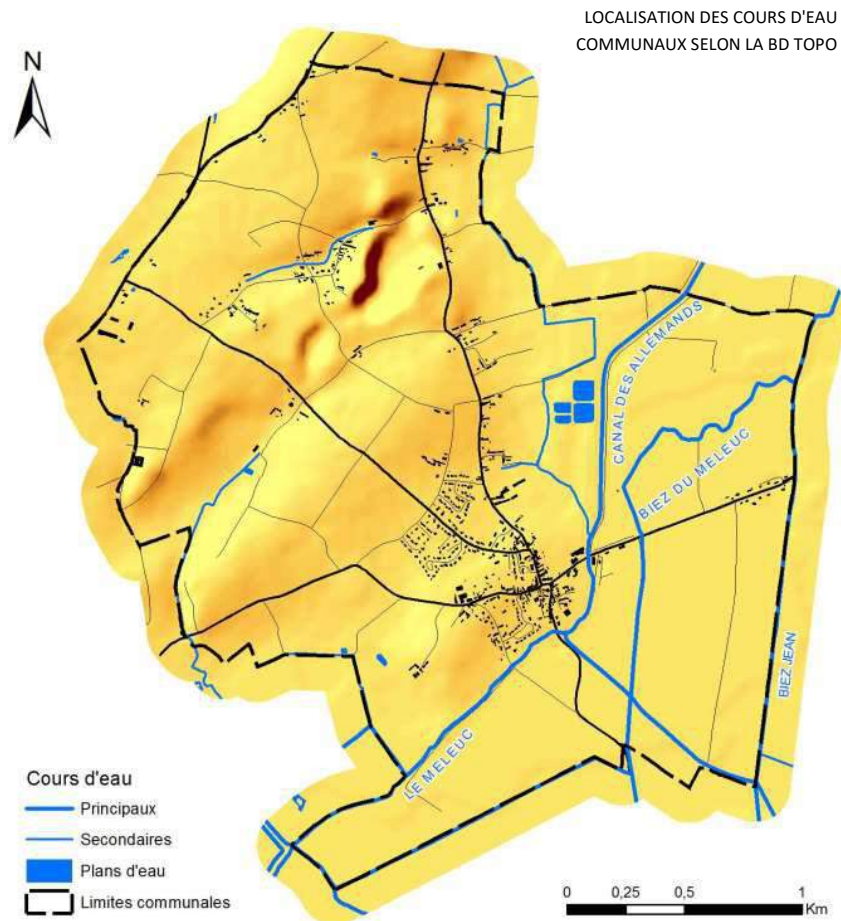 LOCALISATION DES COURS D'EAU
COMMUNAUX SELON LA BD TOPO
N
CANAL DES ALLEMANDS
BIEZ DU MELEUC
BIEZ JEAN
LE MELEUC
Cours d'eau
Principaux
Secondaires
Plans d'eau
Limites communales
0 0,25 0,5 1
Km